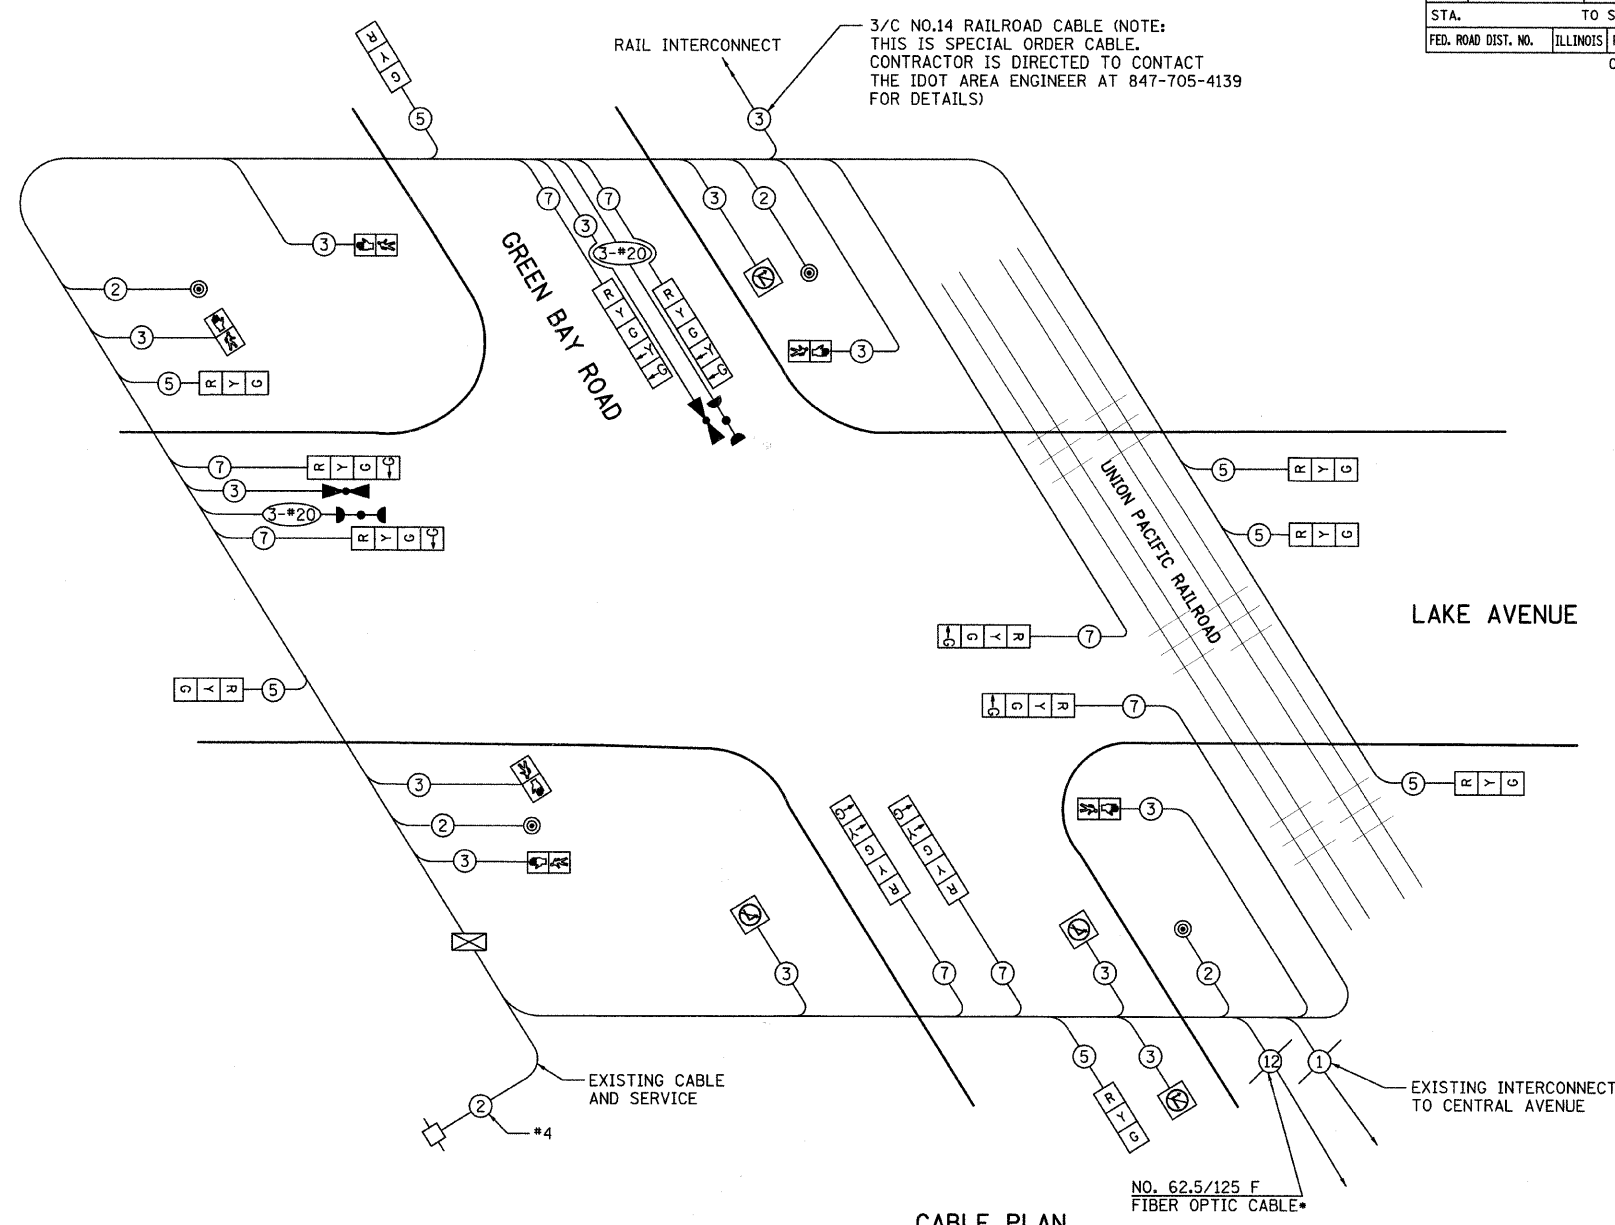 STA. TO S
FED. ROAD DIST. NO. ILLINOIS
3/C NO.14 RAILROAD CABLE (NOTE:
THIS IS SPECIAL ORDER CABLE.
CONTRACTOR IS DIRECTED TO CONTACT
THE IDOT AREA ENGINEER AT 847-705-4139
FOR DETAILS)
RAIL INTERCONNECT
R Y G
5
3
7
3
7
3
2
3-#20
3
2
3
5 R Y G
GREEN BAY ROAD
R Y G Y G
R Y G Y G
3
7 R Y G G
3
3-#20
7 R Y G G
5 R Y G
5 R Y G
UNION PACIFIC RAILROAD
LAKE AVENUE
G G Y R 7
G Y R 5
G G Y R 7
3
2
3
5 R Y G
3
G Y G Y R
G Y G Y R
3
7
7
3
2
5
3
12
1
R Y G
EXISTING CABLE
AND SERVICE
2
#4
EXISTING INTERCONNECT
TO CENTRAL AVENUE
NO. 62.5/125 F
FIBER OPTIC CABLE*
CABLE PLAN